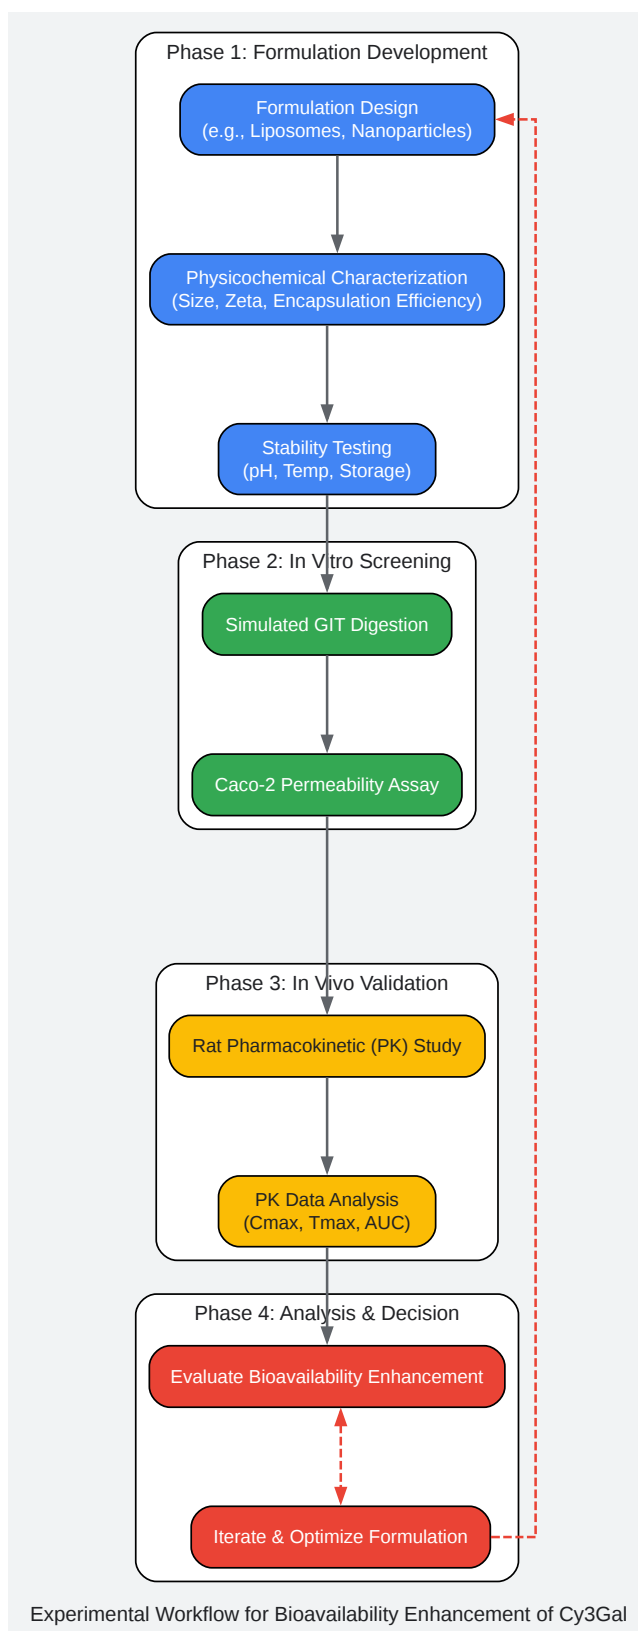 Phase 1: Formulation Development
Formulation Design
(e.g., Liposomes, Nanoparticles)
Physicochemical Characterization
(Size, Zeta, Encapsulation Efficiency)
Stability Testing
(pH, Temp, Storage)
Phase 2: In Vitro Screening
Simulated GIT Digestion
Caco-2 Permeability Assay
Phase 3: In Vivo Validation
Rat Pharmacokinetic (PK) Study
PK Data Analysis
(Cmax, Tmax, AUC)
Phase 4: Analysis & Decision
Evaluate Bioavailability Enhancement
Iterate & Optimize Formulation
Experimental Workflow for Bioavailability Enhancement of Cy3Gal